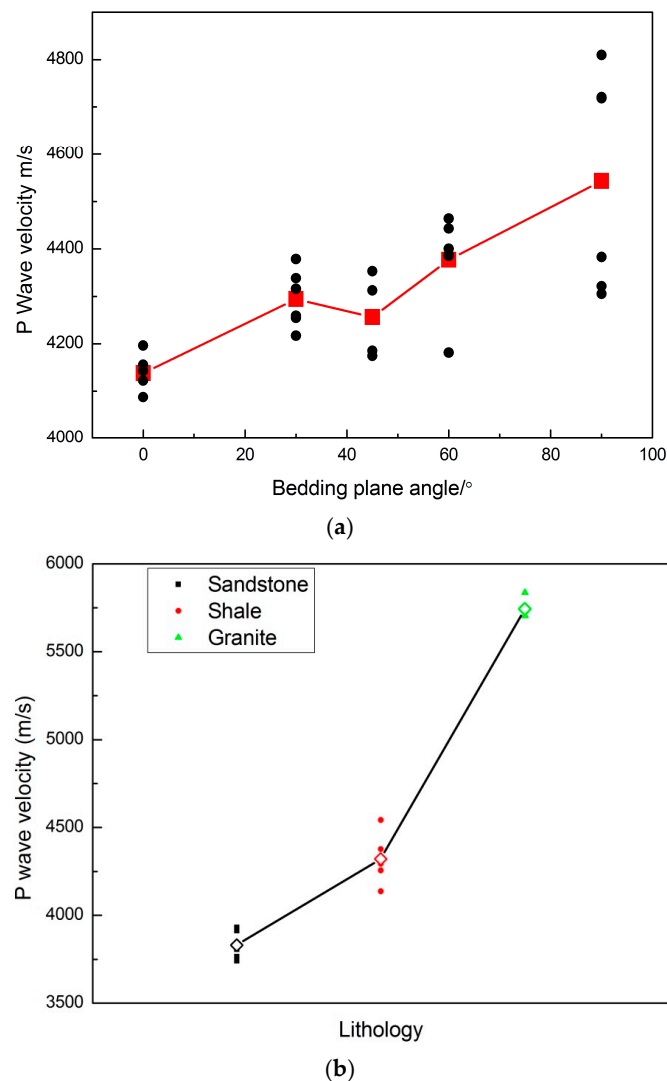 4800
4600
4400
4200
4000
P Wave velocity m/s
0 20 40 60 80 100
Bedding plane angle/°
(a)
6000
5500
5000
4500
4000
3500
P wave velocity (m/s)
Sandstone
Shale
Granite
Lithology
(b)